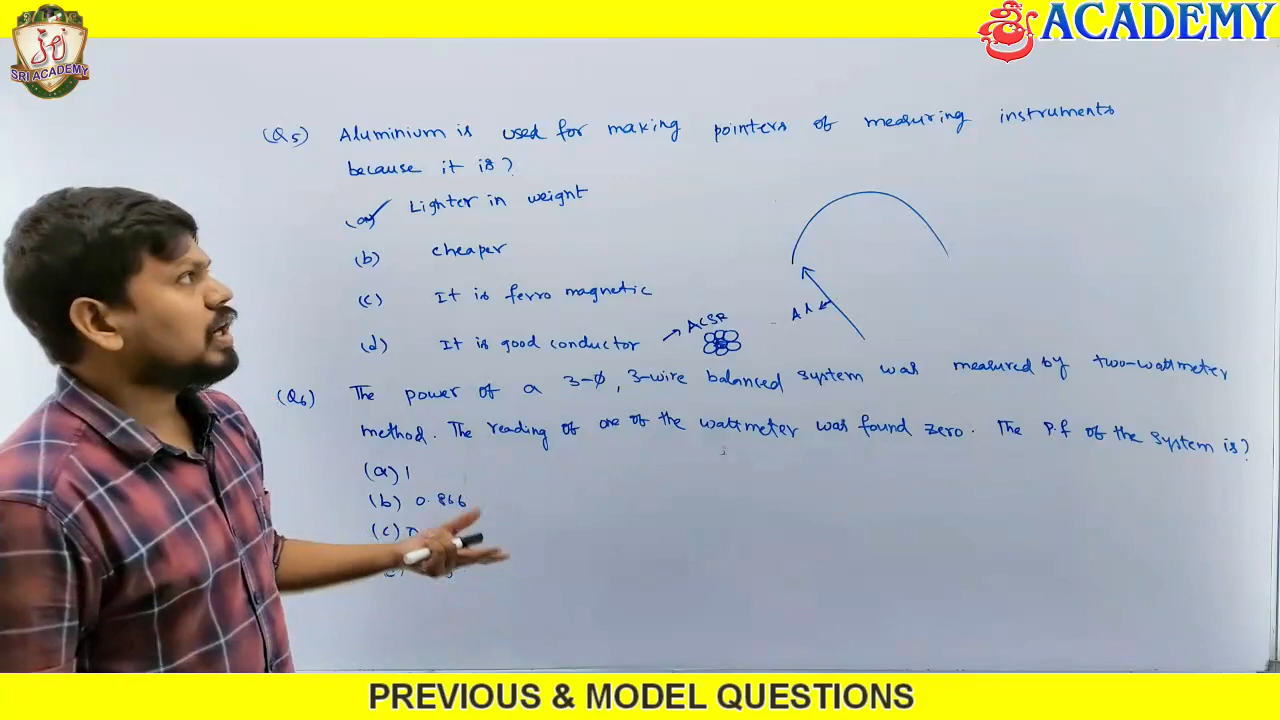 SRI ACADEMY
ACADEMY
(Q5) Aluminium is used for making pointers of measuring instruments
because it is?
(a) Lighter in weight
(b) cheaper
(c) It is ferro magnetic
(d) It is good conductor → ACSR
Al
(Q6) The power of a 3-φ, 3-wire balanced system was measured by two-wattmeter
method. The reading of one of the wattmeter was found zero. The P.f of the system is?
(a) 1
(b) 0.866
(c)
PREVIOUS & MODEL QUESTIONS